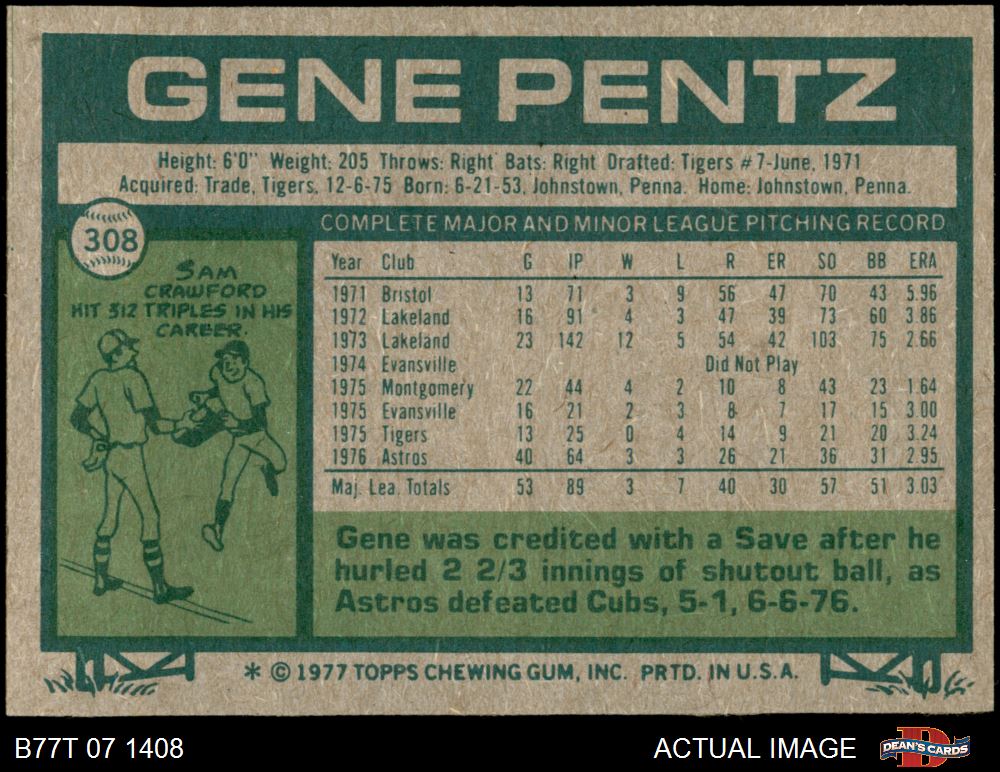 GENE PENTZ
Height: 6'0" Weight: 205 Throws: Right Bats: Right Drafted: Tigers #7-June, 1971
Acquired: Trade, Tigers, 12-6-75 Born: 6-21-53, Johnstown, Penna. Home: Johnstown, Penna.
308
COMPLETE MAJOR AND MINOR LEAGUE PITCHING RECORD
SAM
CRAWFORD
HIT 312 TRIPLES IN HIS
CAREER.
Year Club G IP W L R ER SO BB ERA
1971 Bristol 13 71 3 9 56 47 70 43 5.96
1972 Lakeland 16 91 4 3 47 39 73 60 3.86
1973 Lakeland 23 142 12 5 54 42 103 75 2.66
1974 Evansville Did Not Play
1975 Montgomery 22 44 4 2 10 8 43 23 1.64
1975 Evansville 16 21 2 3 8 7 17 15 3.00
1975 Tigers 13 25 0 4 14 9 21 20 3.24
1976 Astros 40 64 3 3 26 21 36 31 2.95
Maj. Lea. Totals 53 89 3 7 40 30 57 51 3.03
Gene was credited with a Save after he
hurled 2 2/3 innings of shutout ball, as
Astros defeated Cubs, 5-1, 6-6-76.
* © 1977 TOPPS CHEWING GUM, INC. PRTD. IN U.S.A.
B77T 07 1408
ACTUAL IMAGE
D
DEAN'S CARDS